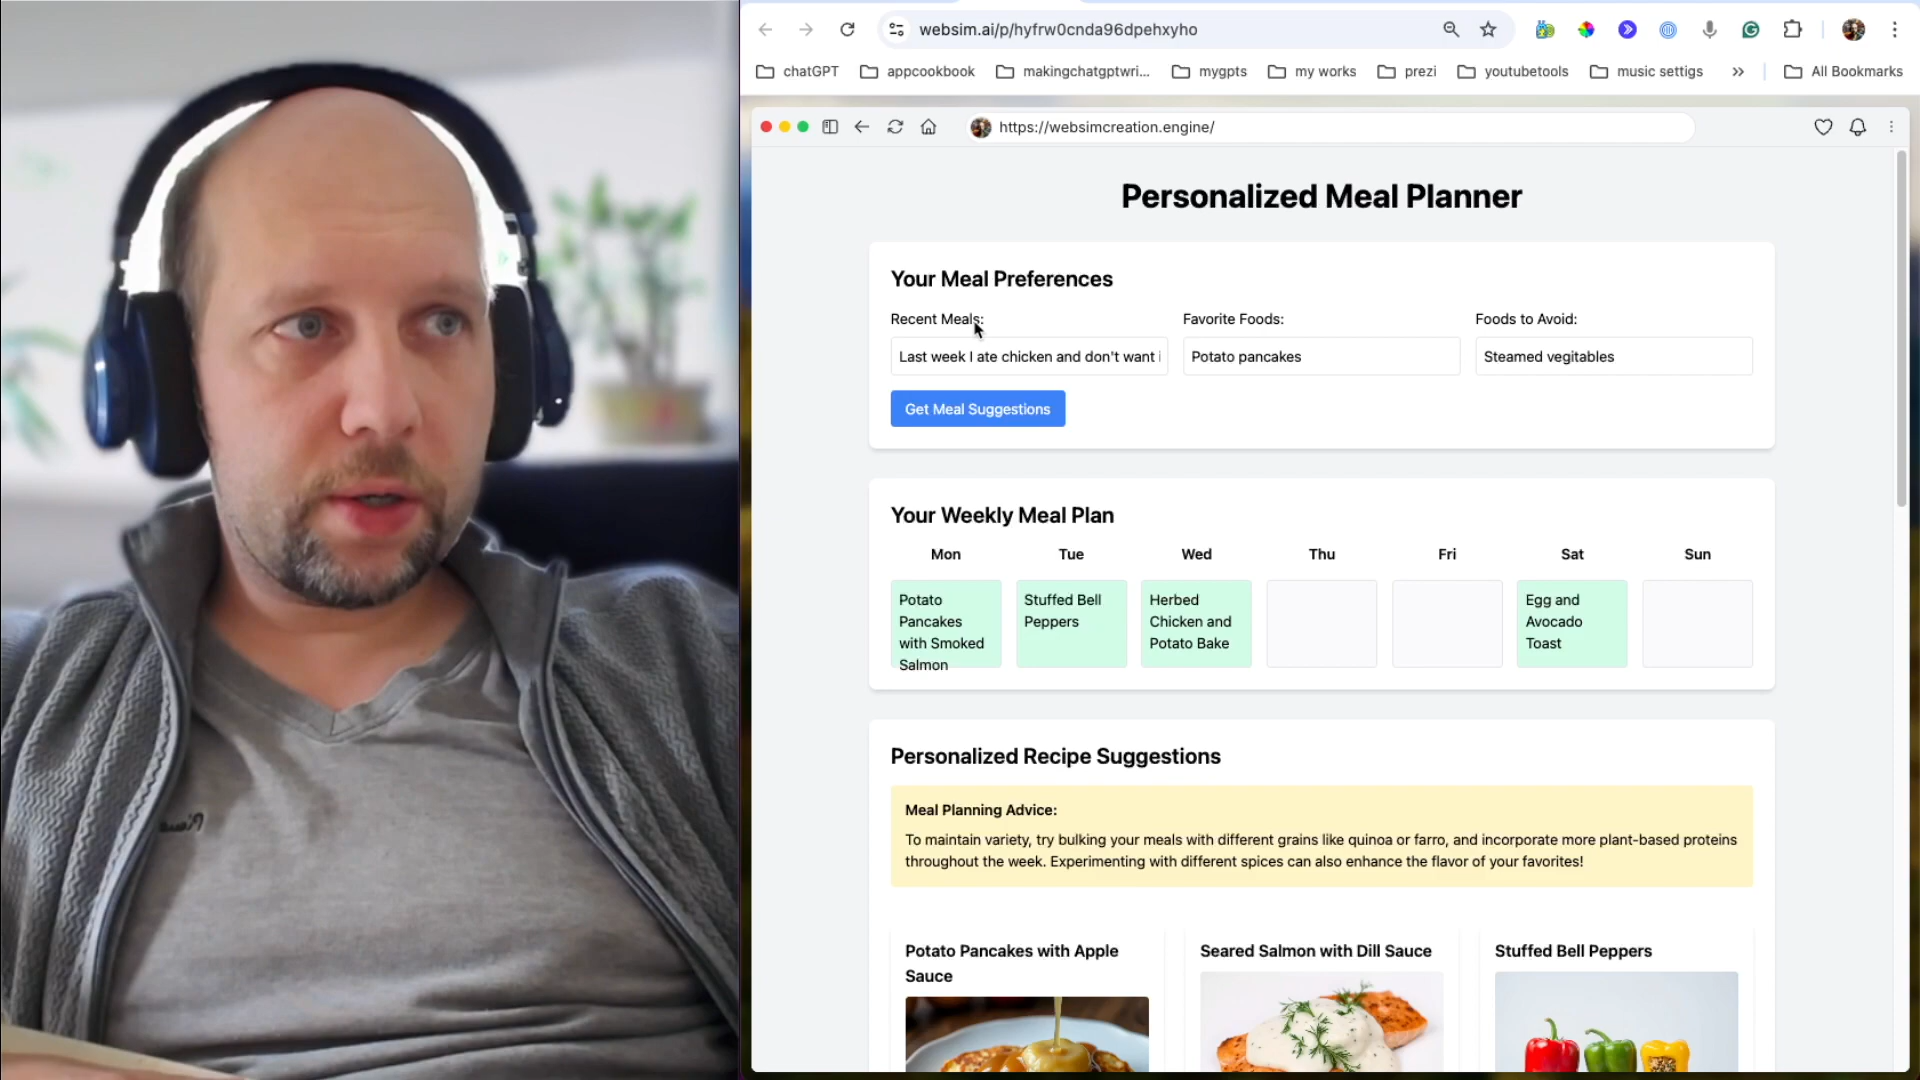 websim.ai/p/hyfrw0cnda96dpehxyho
chatGPT appcookbook makingchatgptwri... mygpts my works prezi youtubetools music settigs All Bookmarks
https://websimcreation.engine/
Personalized Meal Planner
Your Meal Preferences
Recent Meals: Favorite Foods: Foods to Avoid:
Last week I ate chicken and don't want Potato pancakes Steamed vegitables
Get Meal Suggestions
Your Weekly Meal Plan
Mon Tue Wed Thu Fri Sat Sun
Potato Stuffed Bell Herbed Egg and
Pancakes Peppers Chicken and Avocado
with Smoked Potato Bake Toast
Salmon
Personalized Recipe Suggestions
Meal Planning Advice:
To maintain variety, try bulking your meals with different grains like quinoa or farro, and incorporate more plant-based proteins
throughout the week. Experimenting with different spices can also enhance the flavor of your favorites!
Potato Pancakes with Apple Seared Salmon with Dill Sauce Stuffed Bell Peppers
Sauce